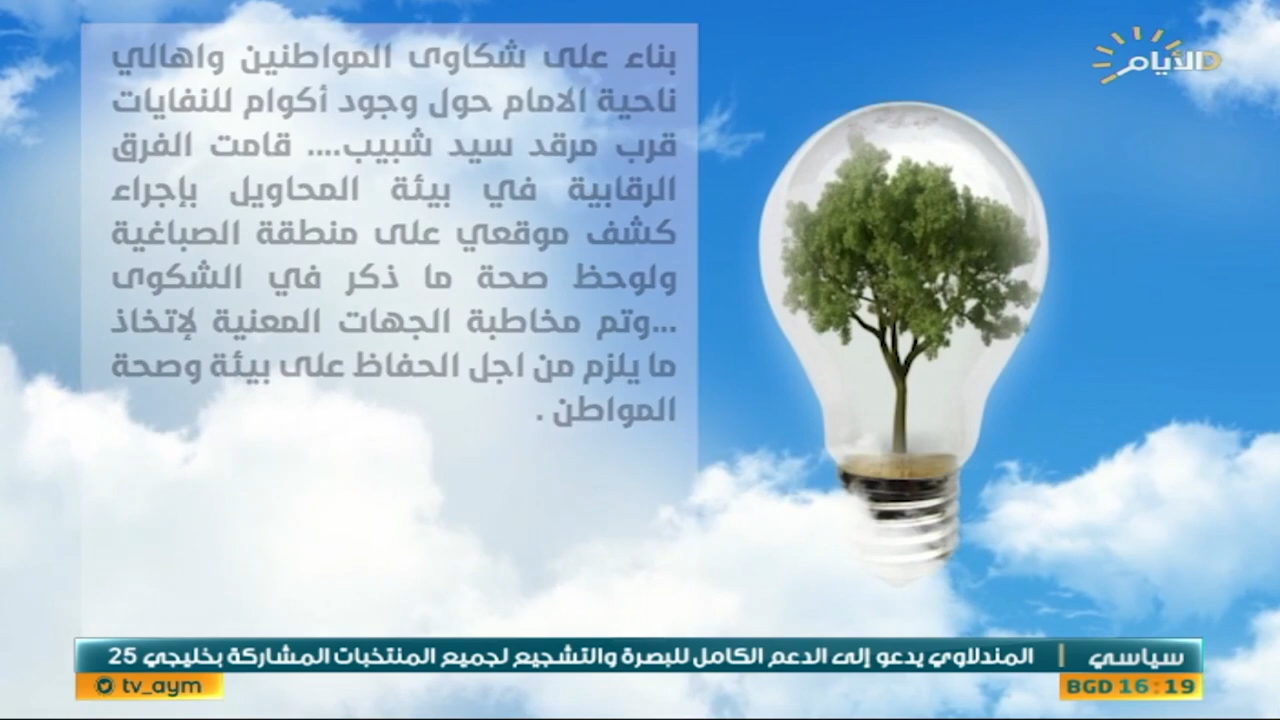 الأيام
بناء على شكاوى المواطنين واهالي
ناحية الامام حول وجود أكوام للنفايات
قرب مرقد سيد شبيب.... قامت الفرق
الرقابية في بيئة المحاويل بإجراء
كشف موقعي على منطقة الصباغية
ولوحظ صحة ما ذكر في الشكوى
...وتم مخاطبة الجهات المعنية لإتخاذ
ما يلزم من اجل الحفاظ على بيئة وصحة
المواطن .
سياسي | المندلاوي يدعو إلى الدعم الكامل للبصرة والتشجيع لجميع المنتخبات المشاركة بخليجي 25
BGD 16:19
tv_aym